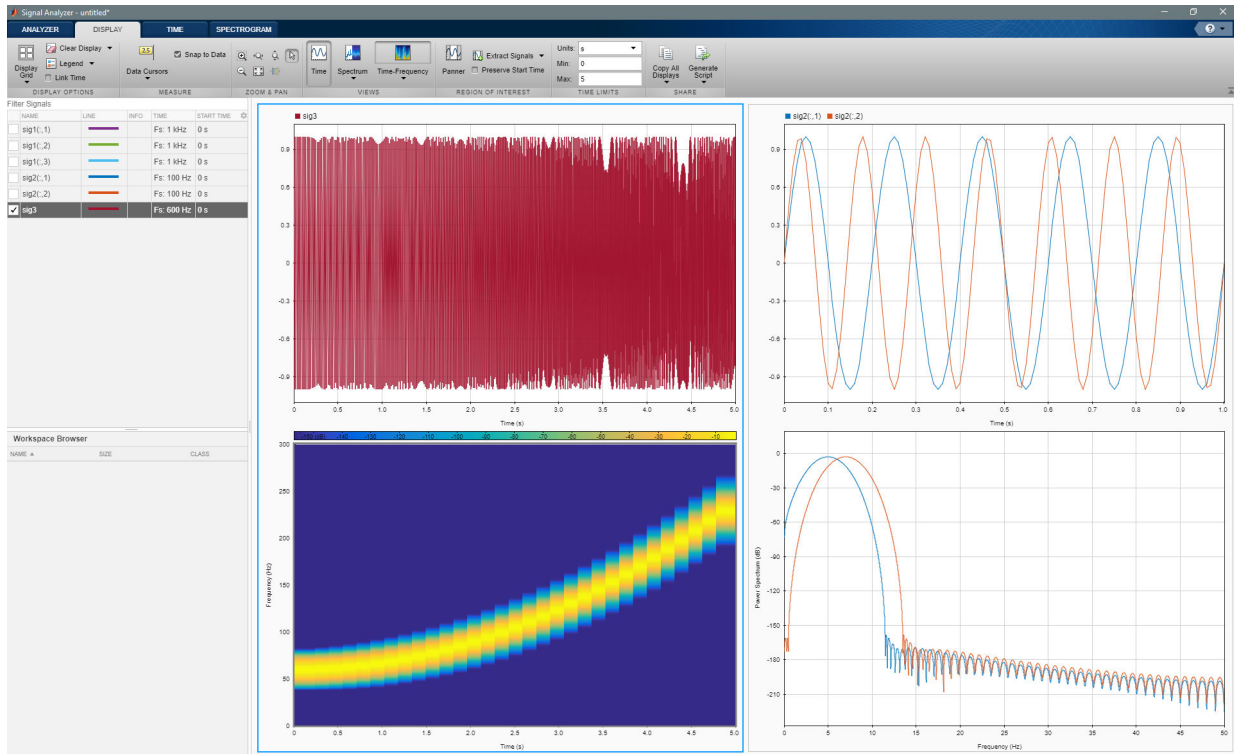 Signal Analyzer - untitled*
ANALYZER DISPLAY TIME SPECTROGRAM
Display Grid
Clear Display
Legend
Link Time
DISPLAY OPTIONS
2.5
Data Cursors
Snap to Data
MEASURE
ZOOM & PAN
Time Spectrum Time-Frequency
VIEWS
Panner
Extract Signals
Preserve Start Time
REGION OF INTEREST
Units: s
Min: 0
Max: 5
TIME LIMITS
Copy All Displays
Generate Script
SHARE
Filter Signals
NAME LINE INFO TIME START TIME
sig1(:,1) Fs: 1 kHz 0 s
sig1(:,2) Fs: 1 kHz 0 s
sig1(:,3) Fs: 1 kHz 0 s
sig2(:,1) Fs: 100 Hz 0 s
sig2(:,2) Fs: 100 Hz 0 s
sig3 Fs: 600 Hz 0 s
Workspace Browser
NAME SIZE CLASS
sig3
0.9
0.6
0.3
0
-0.3
-0.6
-0.9
0 0.5 1.0 1.5 2.0 2.5 3.0 3.5 4.0 4.5 5.0
Time (s)
(dB) -140 -130 -120 -110 -100 -90 -80 -70 -60 -50 -40 -30 -20 -10
300
250
200
150
100
50
0
Frequency (Hz)
0 0.5 1.0 1.5 2.0 2.5 3.0 3.5 4.0 4.5 5.0
Time (s)
sig2(:,1) sig2(:,2)
0.9
0.6
0.3
0
-0.3
-0.6
-0.9
0 0.1 0.2 0.3 0.4 0.5 0.6 0.7 0.8 0.9 1.0
Time (s)
0
-30
-60
-90
-120
-150
-180
-210
Power Spectrum (dB)
0 5 10 15 20 25 30 35 40 45 50
Frequency (Hz)